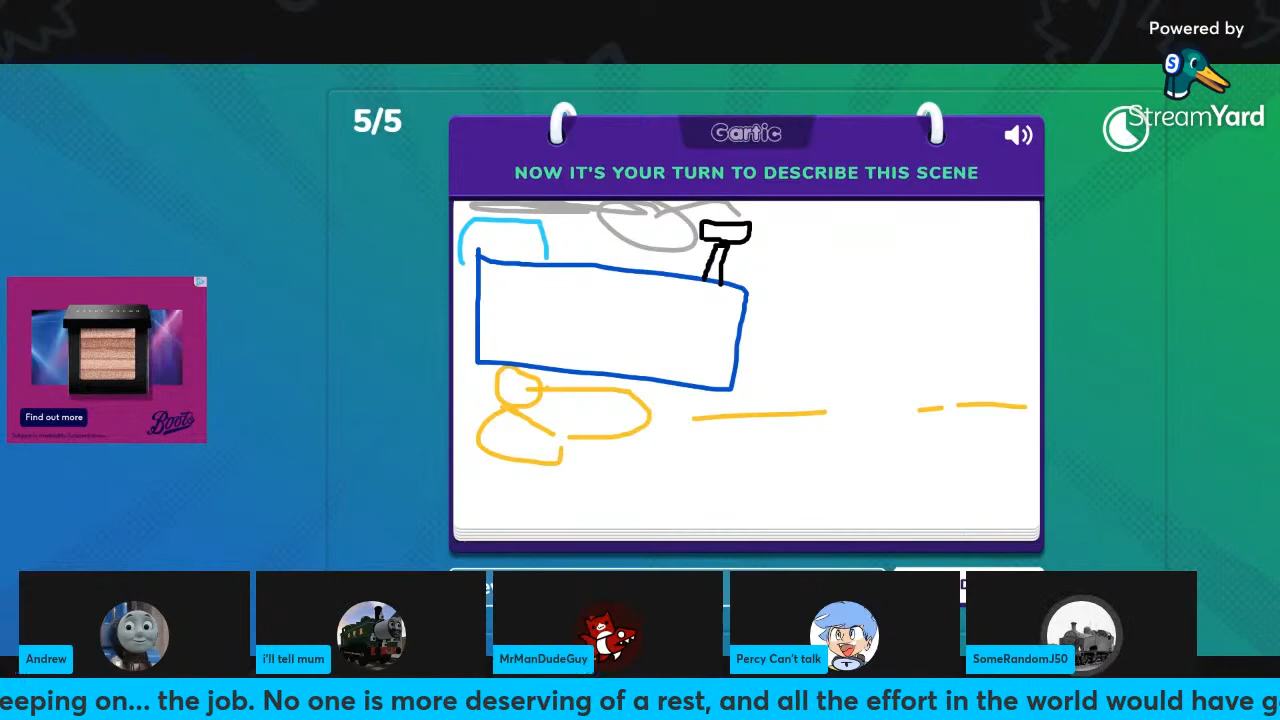 Powered by
StreamYard
5/5
Gartic
NOW IT'S YOUR TURN TO DESCRIBE THIS SCENE
Find out more
Boots
Andrew
i'll tell mum
MrManDudeGuy
Percy Can't talk
SomeRandomJ50
eeping on... the job. No one is more deserving of a rest, and all the effort in the world would have g